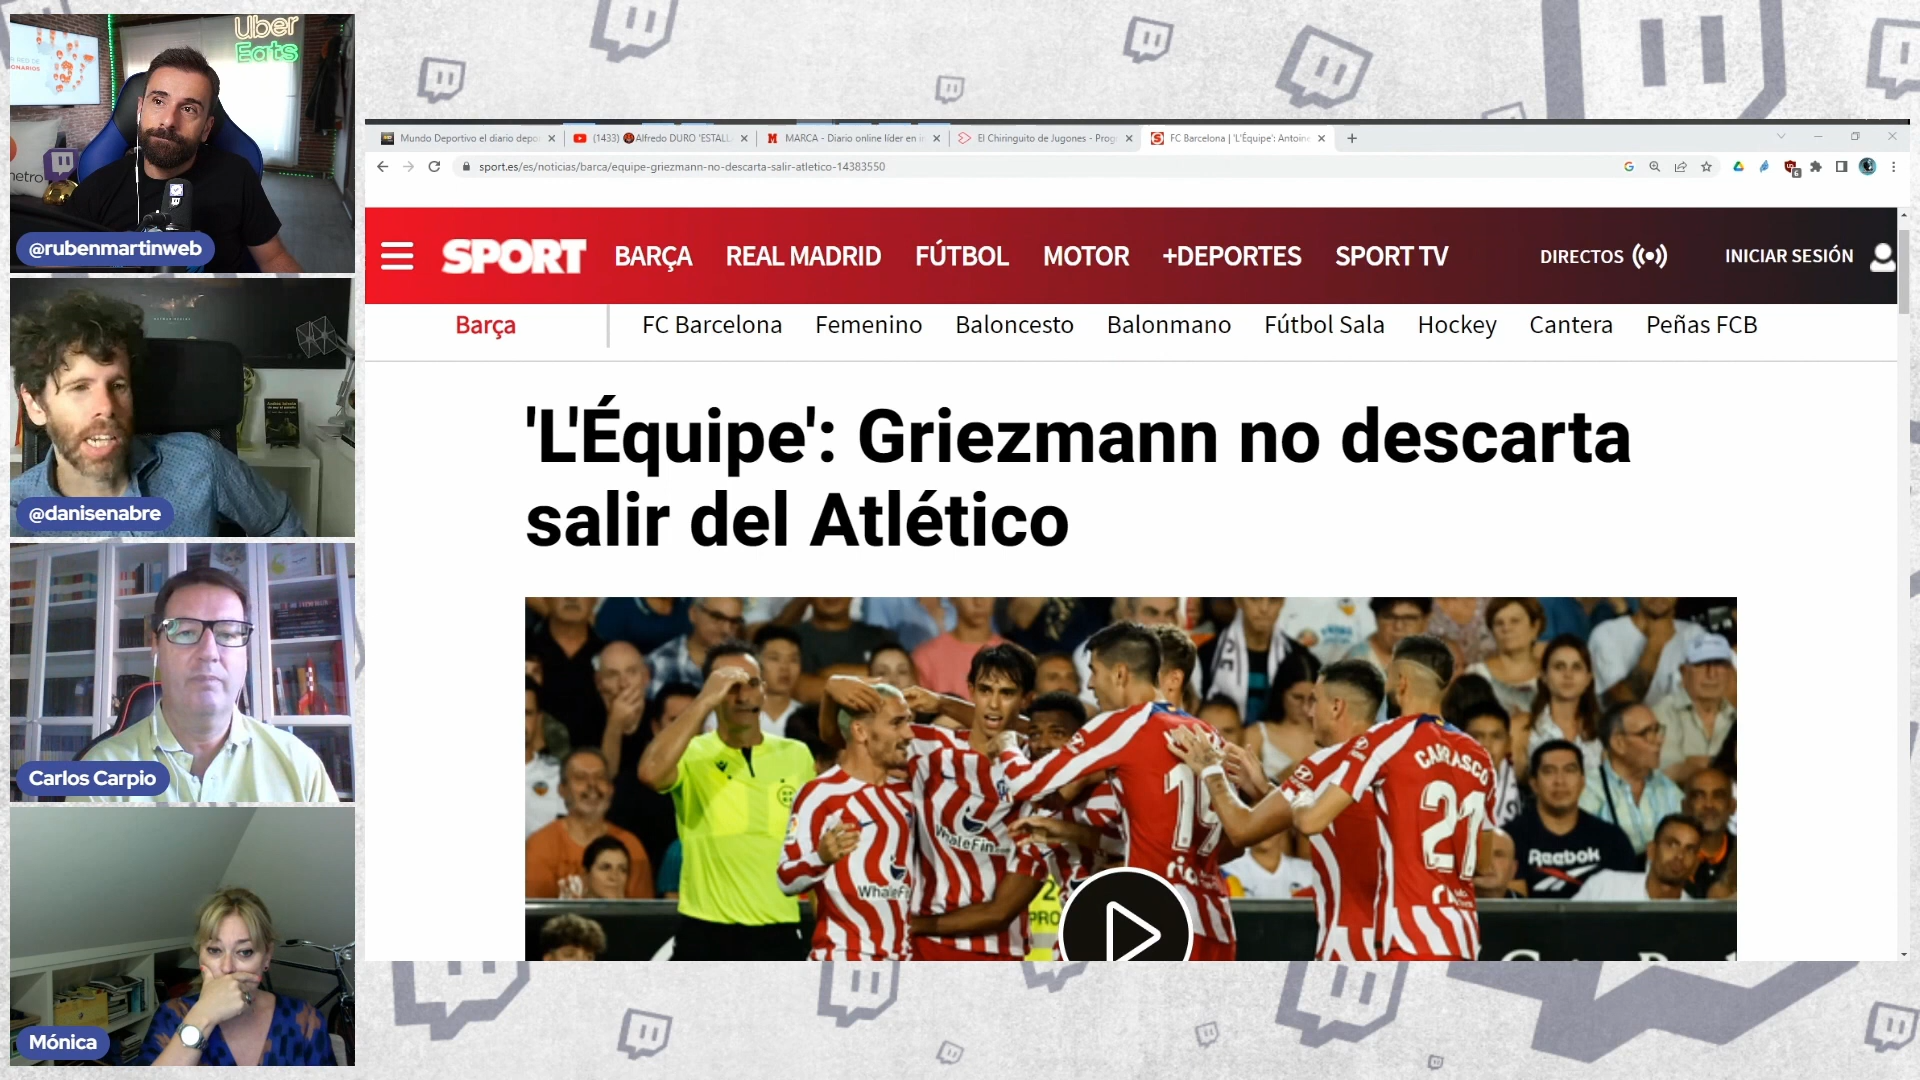 Uber
Eats
@rubenmartinweb
@danisenabre
Carlos Carpio
Mónica
Mundo Deportivo el diario depo
(1433) Alfredo DURO 'ESTALL
MARCA - Diario online líder en i
El Chiringuito de Jugones - Prog
FC Barcelona | 'L'Équipe': Antoine
sport.es/es/noticias/barca/equipe-griezmann-no-descarta-salir-atletico-14383550
SPORT BARÇA REAL MADRID FÚTBOL MOTOR +DEPORTES SPORT TV DIRECTOS INICIAR SESIÓN
Barça FC Barcelona Femenino Baloncesto Balonmano Fútbol Sala Hockey Cantera Peñas FCB
'L'Équipe': Griezmann no descarta
salir del Atlético
CARRASCO
21
19
WhaleFin
Reebok